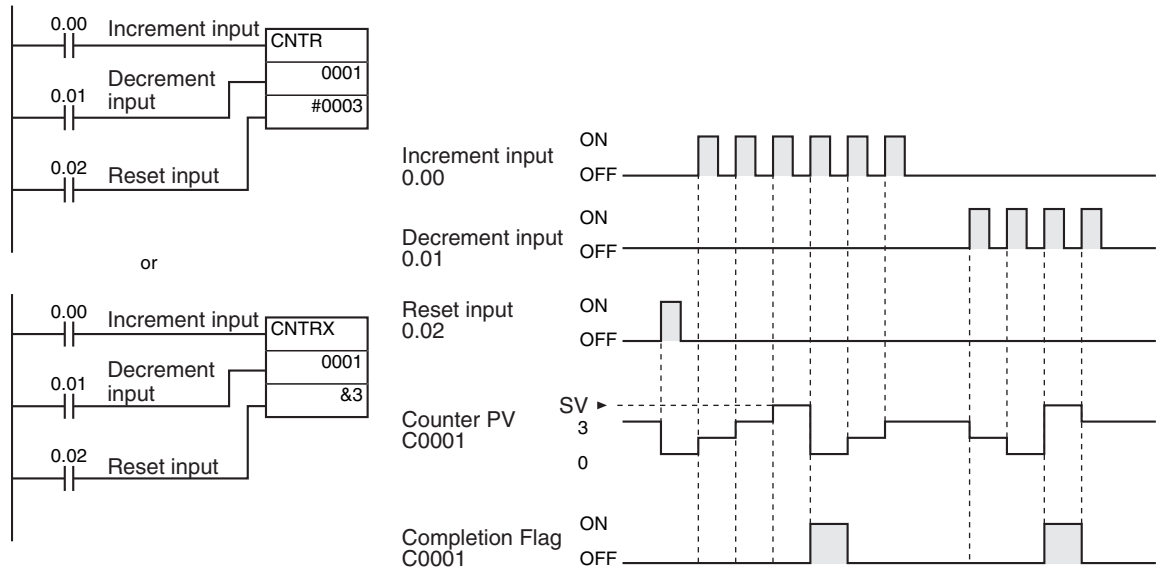 0.00 Increment input
CNTR
0001
#0003
0.01 Decrement
input
0.02 Reset input
or
0.00 Increment input
CNTRX
0001
&3
0.01 Decrement
input
0.02 Reset input
Increment input
0.00
ON
OFF
Decrement input
0.01
ON
OFF
Reset input
0.02
ON
OFF
Counter PV
C0001
SV
3
0
Completion Flag
C0001
ON
OFF